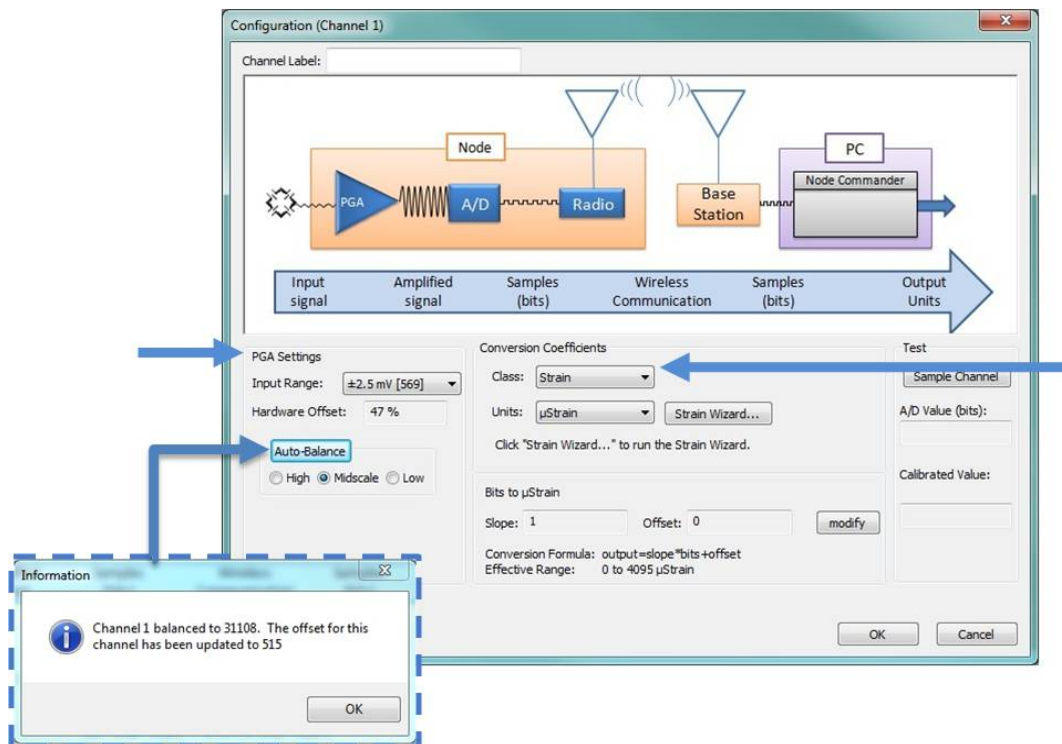 Configuration (Channel 1)
Channel Label:
Node
PC
PGA
A/D
Radio
Base
Station
Node Commander
Input
signal
Amplified
signal
Samples
(bits)
Wireless
Communication
Samples
(bits)
Output
Units
PGA Settings
Input Range: ±2.5 mV [569]
Hardware Offset: 47 %
Auto-Balance
High Midscale Low
Conversion Coefficients
Class: Strain
Units: µStrain Strain Wizard...
Click "Strain Wizard..." to run the Strain Wizard.
Bits to µStrain
Slope: 1 Offset: 0 modify
Conversion Formula: output=slope*bits+offset
Effective Range: 0 to 4095 µStrain
Test
Sample Channel
A/D Value (bits):
Calibrated Value:
OK Cancel
Information
Channel 1 balanced to 31108. The offset for this
channel has been updated to 515
OK